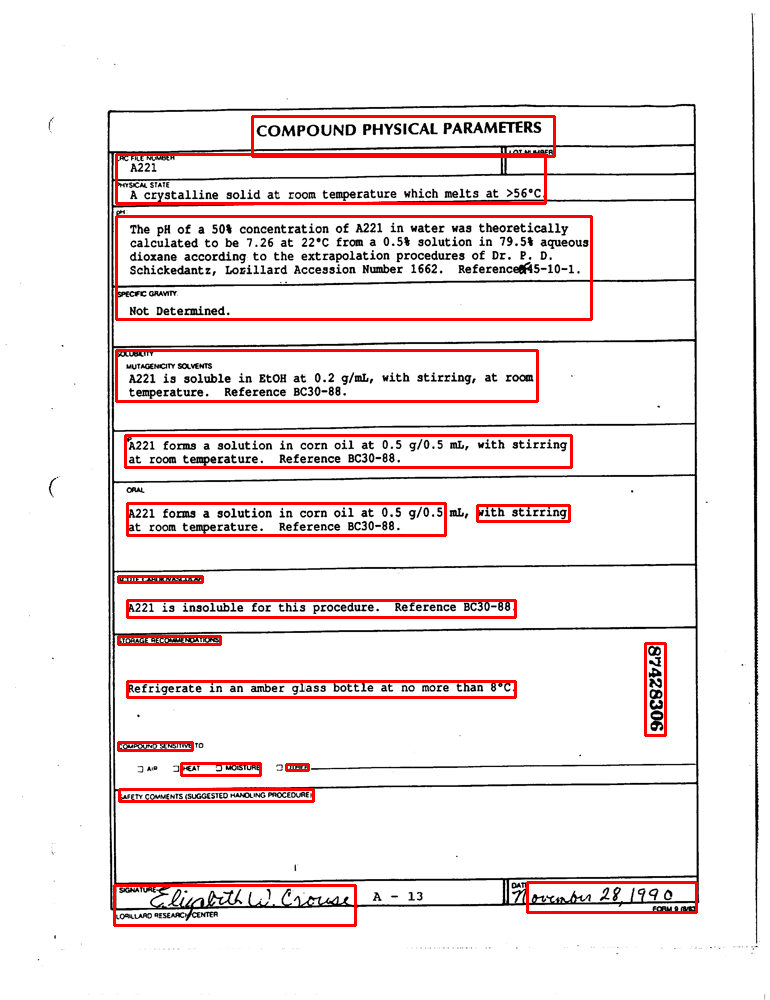 COMPOUND PHYSICAL PARAMETERS
LRC FILE NUMBER LOT NUMBER
A221
PHYSICAL STATE
A crystalline solid at room temperature which melts at >56°C.
pH
The pH of a 50% concentration of A221 in water was theoretically
calculated to be 7.26 at 22°C from a 0.5% solution in 79.5% aqueous
dioxane according to the extrapolation procedures of Dr. P. D.
Schickedantz, Lorillard Accession Number 1662. Reference 45-10-1.
SPECIFIC GRAVITY
Not Determined.
SOLUBILITY
MUTAGENCITY SOLVENTS
A221 is soluble in EtOH at 0.2 g/mL, with stirring, at room
temperature. Reference BC30-88.
A221 forms a solution in corn oil at 0.5 g/0.5 mL, with stirring
at room temperature. Reference BC30-88.
ORAL
A221 forms a solution in corn oil at 0.5 g/0.5 mL, with stirring
at room temperature. Reference BC30-88.
ACUTE CARDIOVASCULAR
A221 is insoluble for this procedure. Reference BC30-88.
STORAGE RECOMMENDATIONS
87428306
Refrigerate in an amber glass bottle at no more than 8°C.
COMPOUND SENSITIVE TO
AIR HEAT MOISTURE OTHER
SAFETY COMMENTS (SUGGESTED HANDLING PROCEDURE)
SIGNATURE Elizabeth W. Crouse A - 13 DATE November 28, 1990
LORILLARD RESEARCH CENTER FORM 9 (8/83)